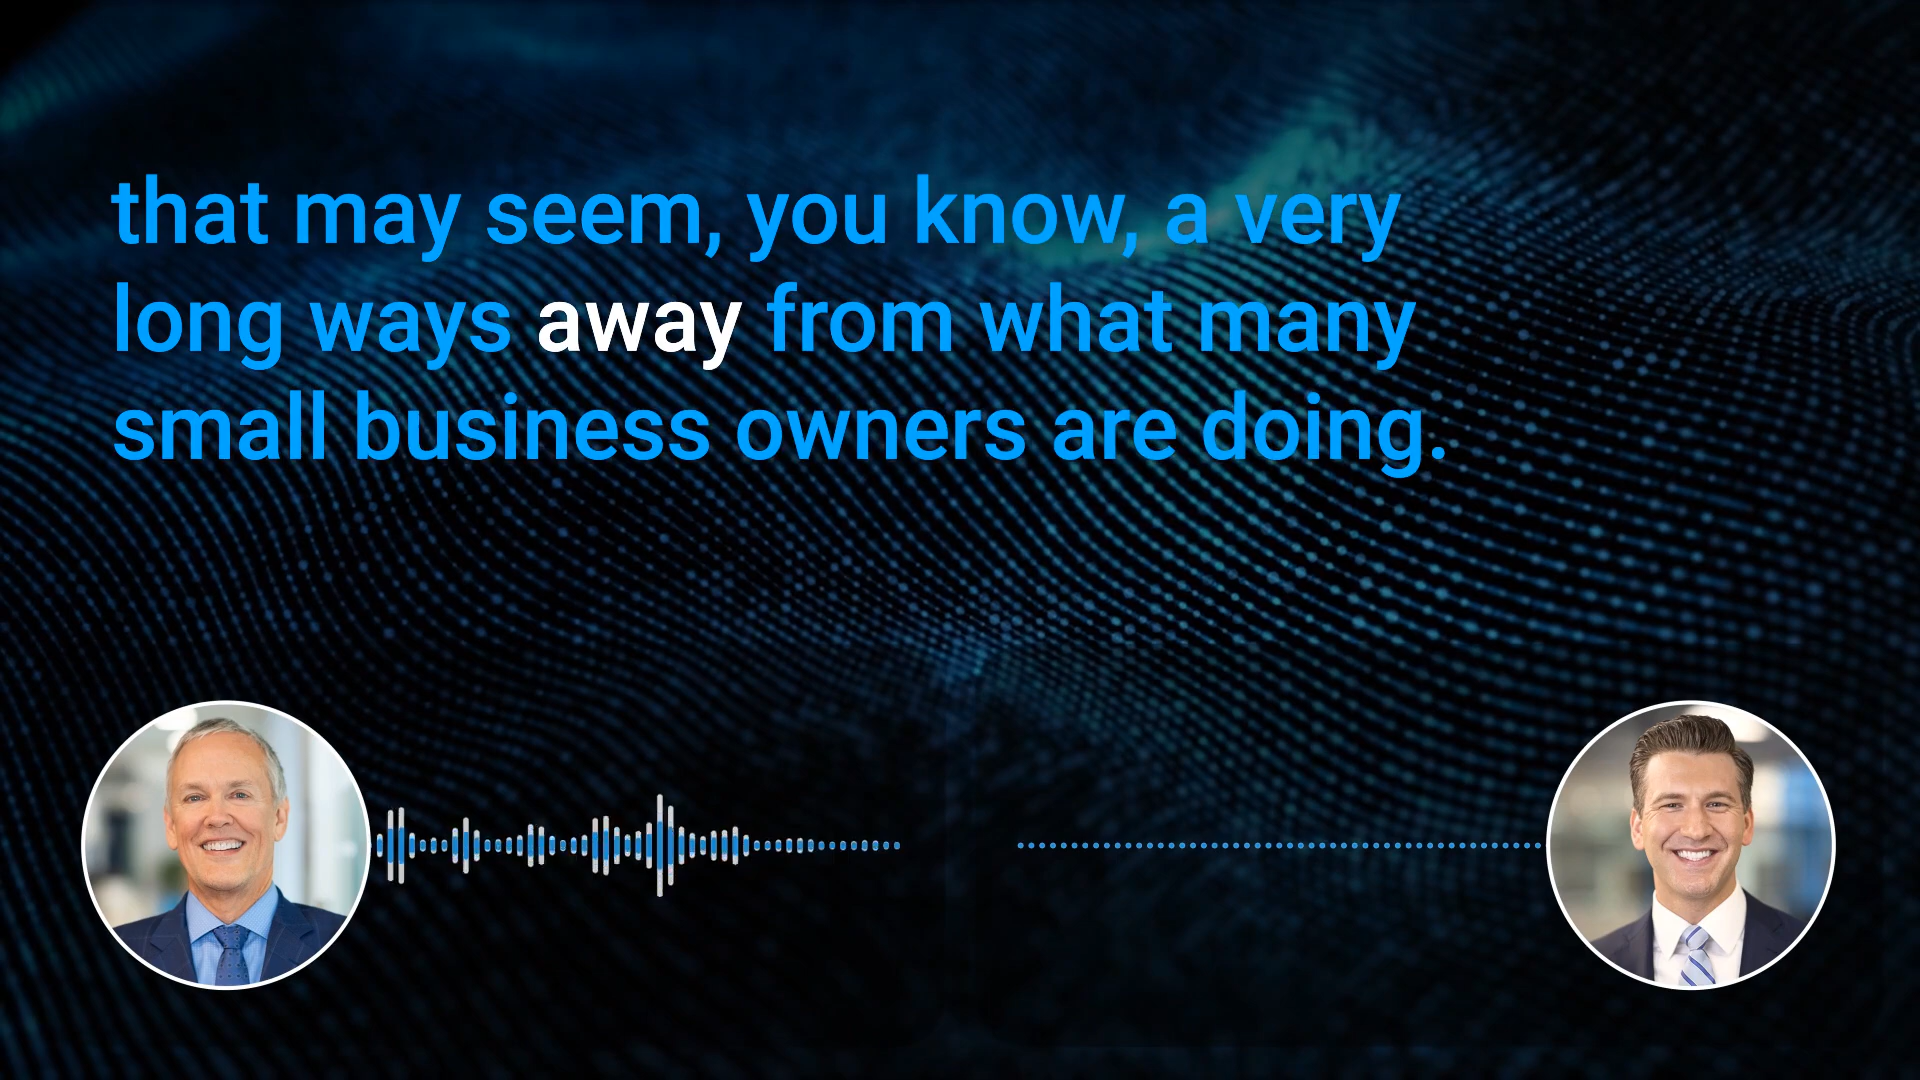 that may seem, you know, a very
long ways away from what many
small business owners are doing.